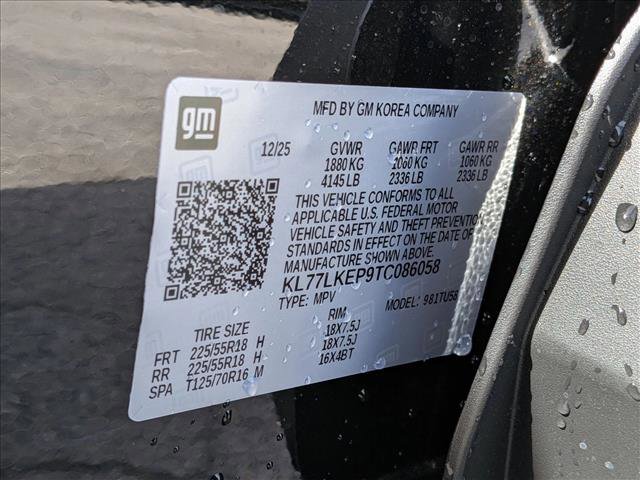 gm
MFD BY GM KOREA COMPANY
12/25 GVWR GAWR FRT GAWR RR
1880 KG 1060 KG 1060 KG
4145 LB 2336 LB 2336 LB
THIS VEHICLE CONFORMS TO ALL
APPLICABLE U.S. FEDERAL MOTOR
VEHICLE SAFETY AND THEFT PREVENTION
STANDARDS IN EFFECT ON THE DATE OF
MANUFACTURE SHOWN ABOVE.
KL77LKEP9TC086058
TYPE: MPV MODEL: 981TU58
TIRE SIZE RIM
FRT 225/55R18 H 18X7.5J
RR 225/55R18 H 18X7.5J
SPA T125/70R16 M 16X4BT